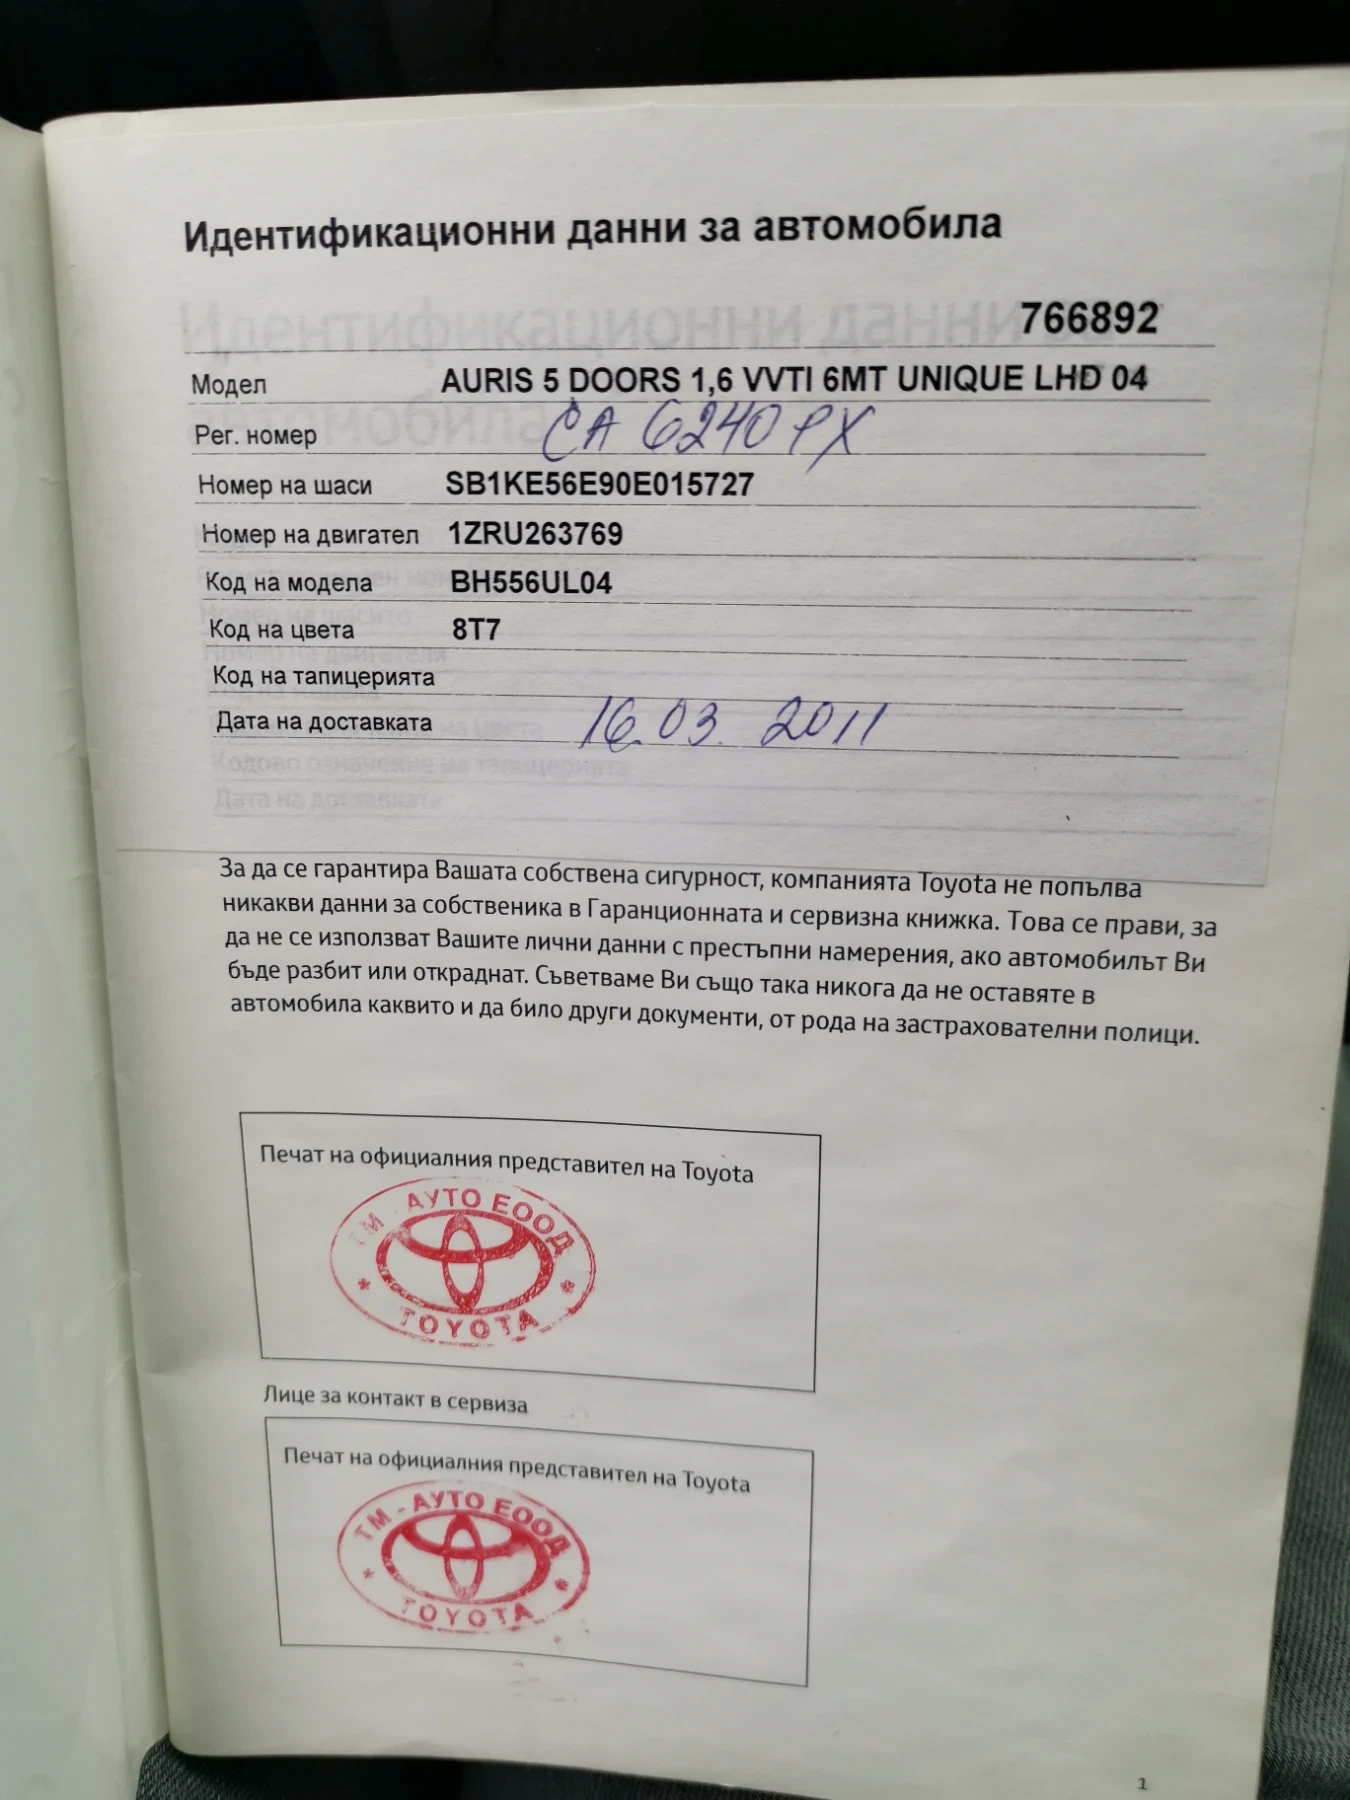 Идентификационни данни за автомобила
766892
Модел AURIS 5 DOORS 1,6 VVTI 6MT UNIQUE LHD 04
Рег. номер СА 6240 РХ
Номер на шаси SB1KE56E90E015727
Номер на двигател 1ZRU263769
Код на модела BH556UL04
Код на цвета 8T7
Код на тапицерията
Дата на доставката 16.03.2011
За да се гарантира Вашата собствена сигурност, компанията Toyota не попълва
никакви данни за собственика в Гаранционната и сервизна книжка. Това се прави, за
да не се използват Вашите лични данни с престъпни намерения, ако автомобилът Ви
бъде разбит или откраднат. Съветваме Ви също така никога да не оставяте в
автомобила каквито и да било други документи, от рода на застрахователни полици.
Печат на официалния представител на Toyota
ТМ - АУТО ЕООД
TOYOTA
Лице за контакт в сервиза
Печат на официалния представител на Toyota
ТМ - АУТО ЕООД
TOYOTA
1